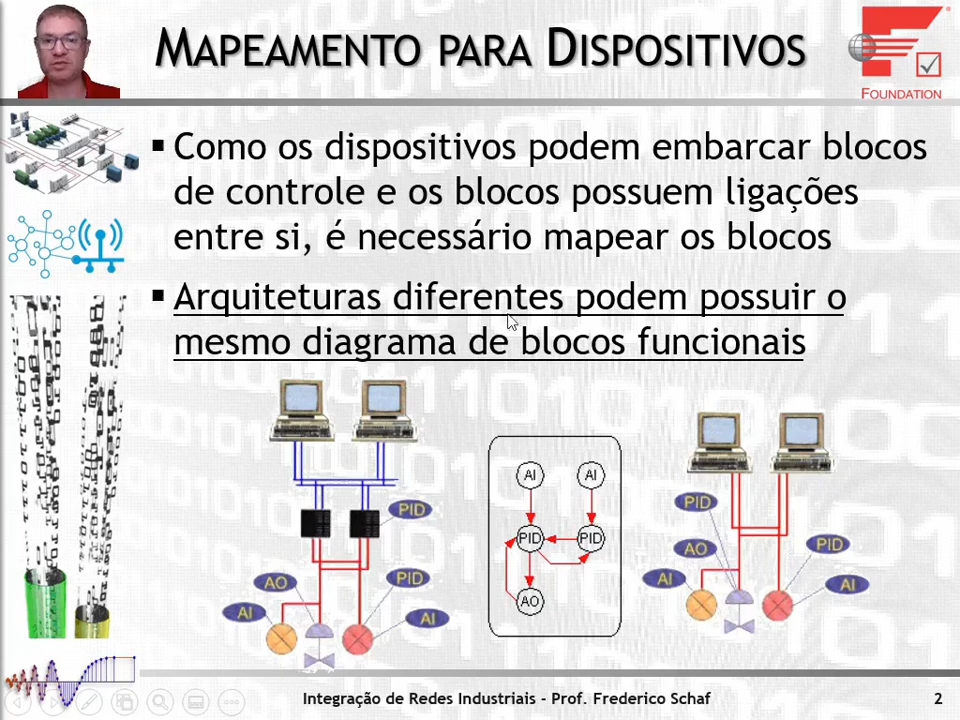 MAPEAMENTO PARA DISPOSITIVOS
FOUNDATION
Como os dispositivos podem embarcar blocos
de controle e os blocos possuem ligações
entre si, é necessário mapear os blocos
Arquiteturas diferentes podem possuir o
mesmo diagrama de blocos funcionais
PID
AO
PID
AI
AI
AI
AI
PID
PID
AO
PID
AO
PID
AI
AI
Integração de Redes Industriais - Prof. Frederico Schaf
2